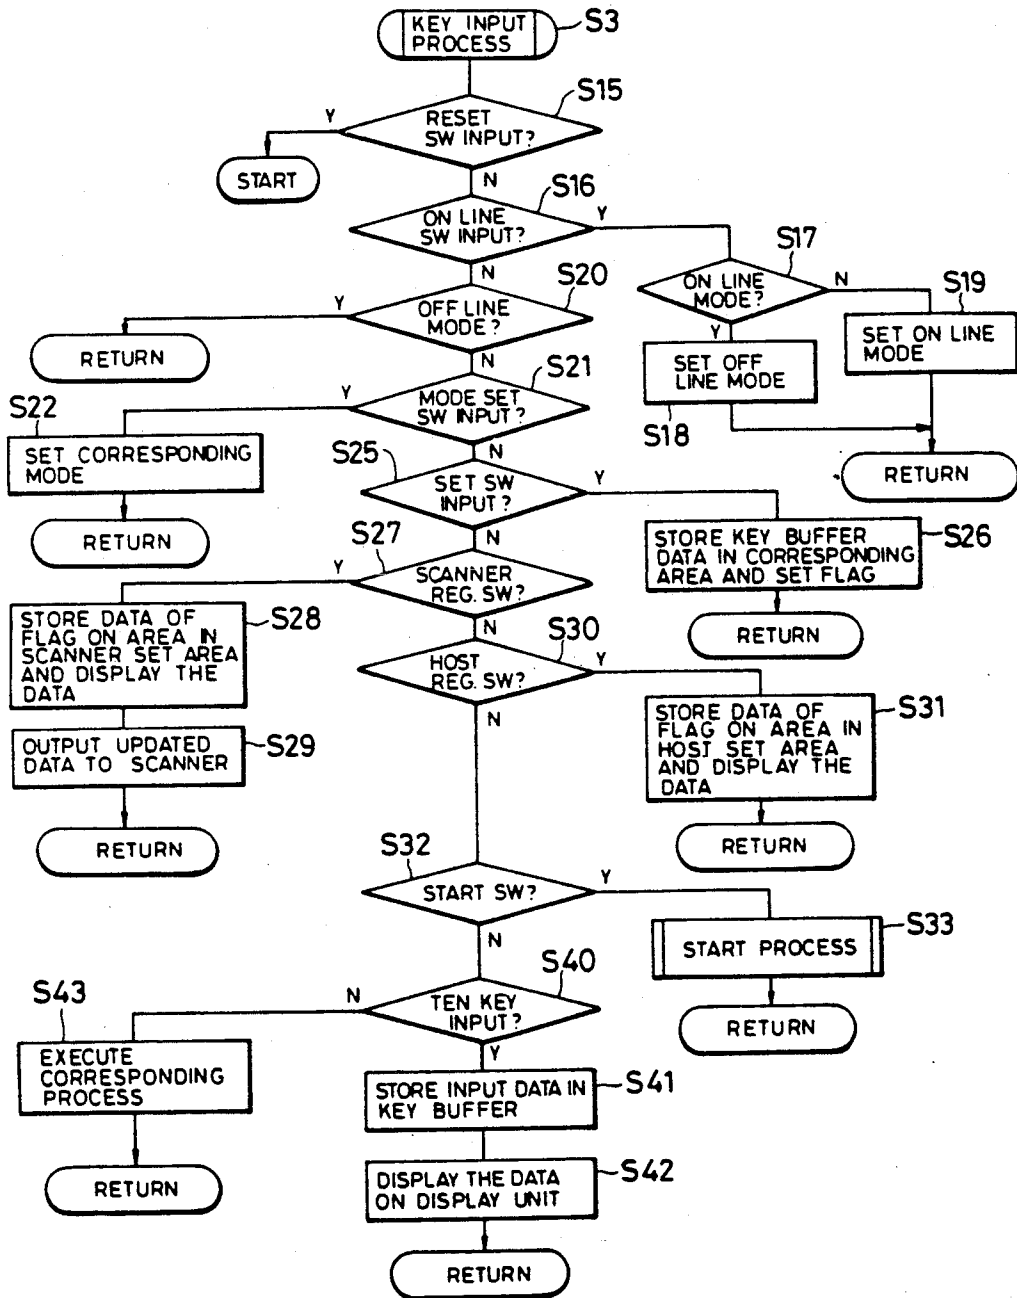 KEY INPUT
PROCESS
S3
S15
Y
RESET
SW INPUT?
START
N
S16
ON LINE
SW INPUT?
Y
N
S17
S20
ON LINE
MODE?
N
S19
Y
OFF LINE
MODE?
Y
SET ON LINE
MODE
RETURN
N
SET OFF
LINE MODE
S21
S22
Y
MODE SET
SW INPUT?
S18
SET CORRESPONDING
MODE
S25
N
RETURN
SET SW
INPUT?
Y
RETURN
S27
N
STORE KEY BUFFER
DATA IN CORRESPONDING
AREA AND SET FLAG
S26
Y
SCANNER
REG. SW?
STORE DATA OF
FLAG ON AREA IN
SCANNER SET AREA
AND DISPLAY THE
DATA
S28
N
S30
RETURN
HOST
REG. SW?
Y
N
STORE DATA OF
FLAG ON AREA IN
HOST SET AREA
AND DISPLAY THE
DATA
S31
OUTPUT UPDATED
DATA TO SCANNER
S29
RETURN
RETURN
S32
START SW?
Y
N
START PROCESS
S33
S40
S43
N
TEN KEY
INPUT?
RETURN
Y
EXECUTE
CORRESPONDING
PROCESS
STORE INPUT DATA IN
KEY BUFFER
S41
RETURN
DISPLAY THE DATA
ON DISPLAY UNIT
S42
RETURN